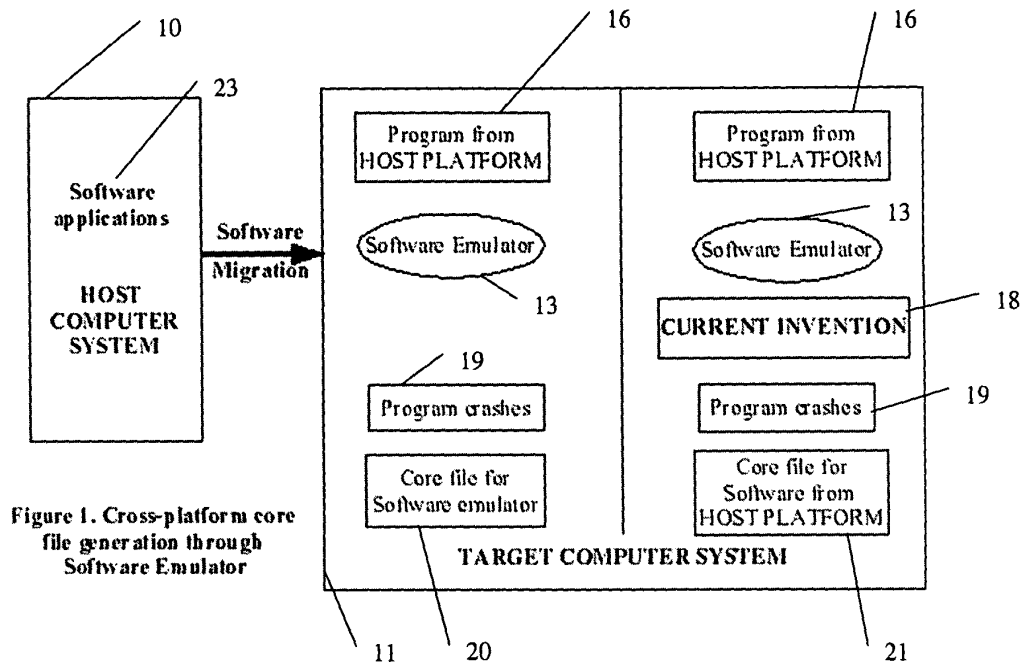 10
23
Software
applications
HOST
COMPUTER
SYSTEM
Software
Migration
16
Program from
HOST PLATFORM
Software Emulator
13
19
Program crashes
Core file for
Software emulator
16
Program from
HOST PLATFORM
13
Software Emulator
18
CURRENT INVENTION
Program crashes
19
Core file for
Software from
HOST PLATFORM
TARGET COMPUTER SYSTEM
Figure 1. Cross-platform core
file generation through
Software Emulator
11
20
21